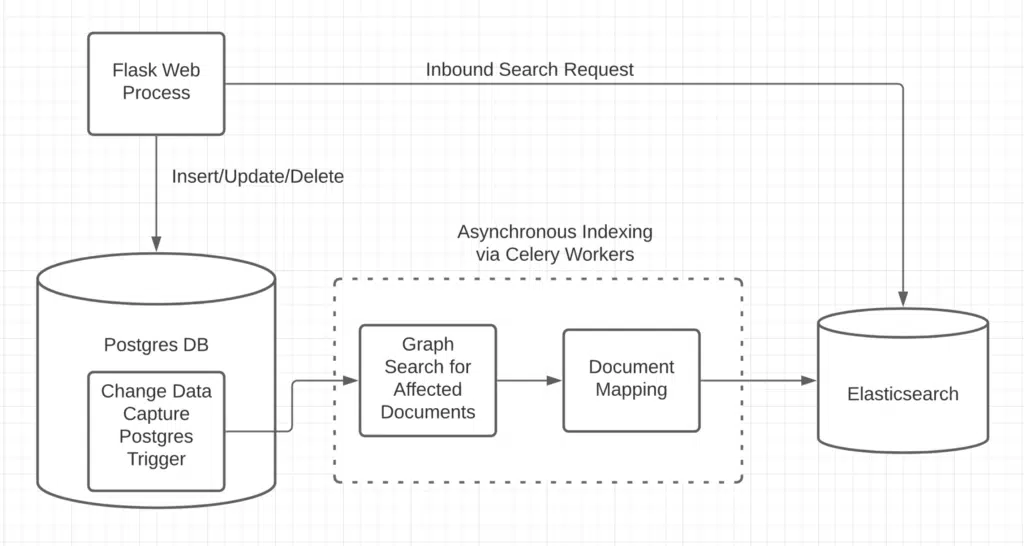 Flask Web
Process
Inbound Search Request
Insert/Update/Delete
Asynchronous Indexing
via Celery Workers
Postgres DB
Change Data
Capture
Postgres
Trigger
Graph
Search for
Affected
Documents
Document
Mapping
Elasticsearch